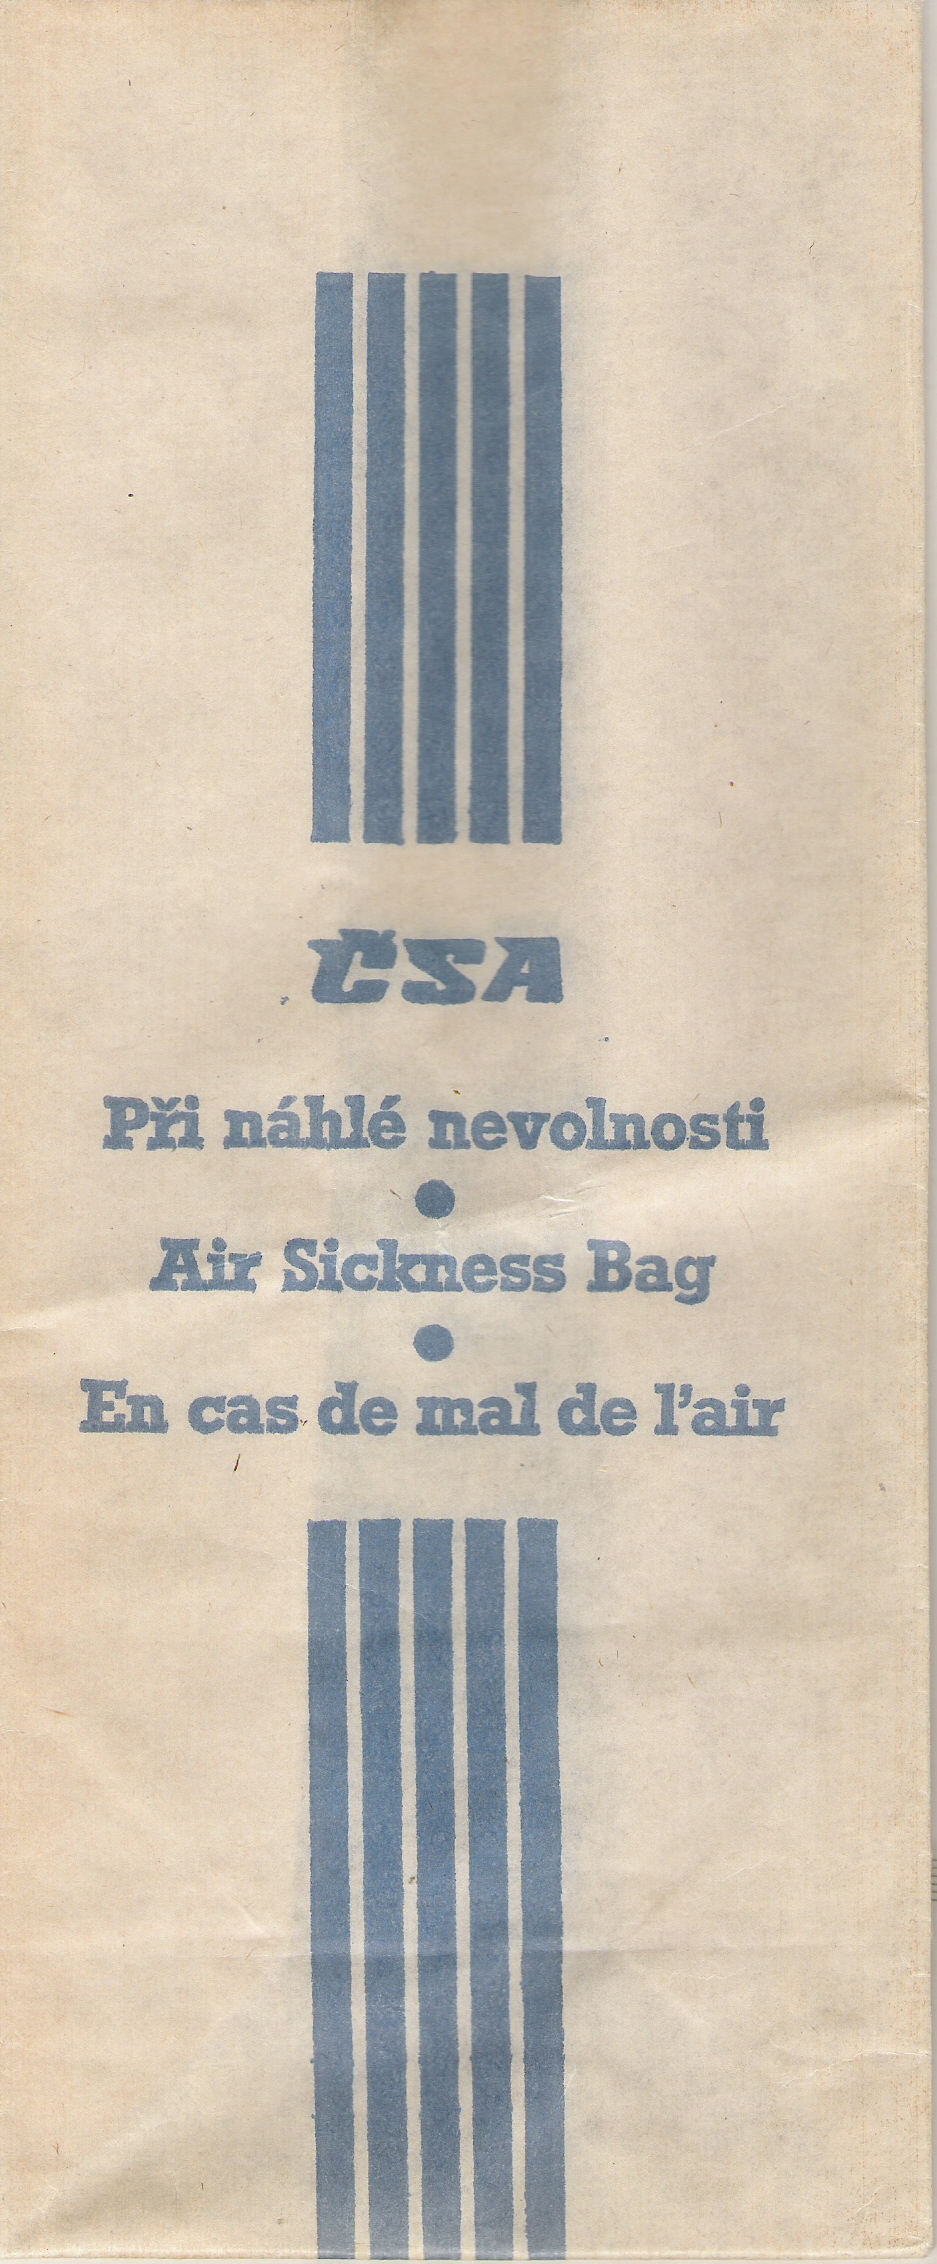 ČSA
Při náhlé nevolnosti
●
Air Sickness Bag
●
En cas de mal de l'air